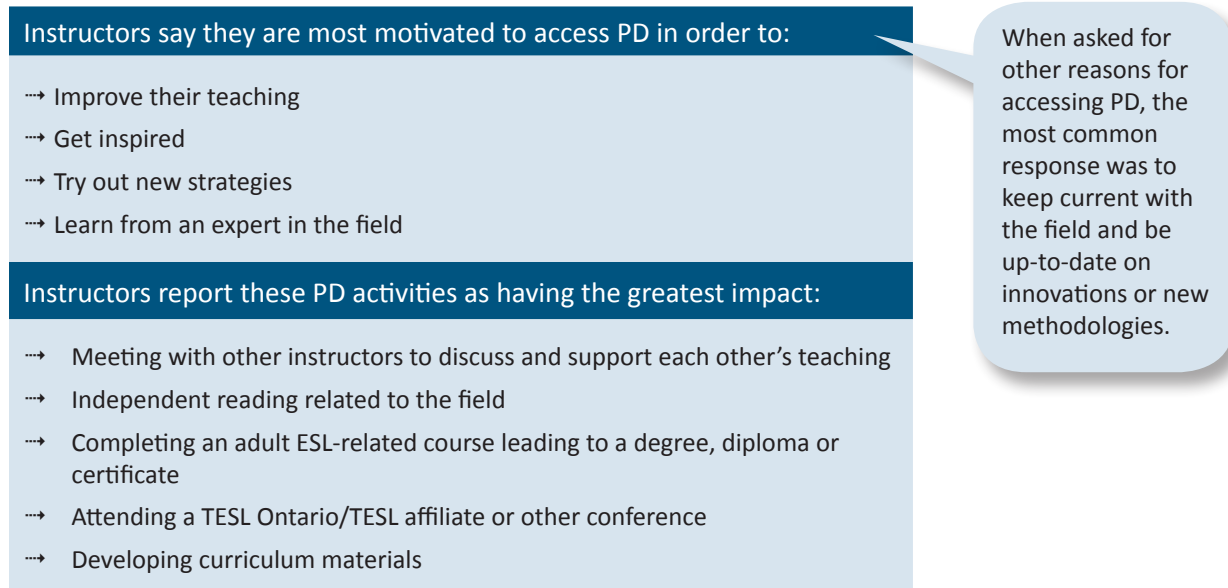 Instructors say they are most motivated to access PD in order to:
⤑ Improve their teaching
⤑ Get inspired
⤑ Try out new strategies
⤑ Learn from an expert in the field
Instructors report these PD activities as having the greatest impact:
⤑ Meeting with other instructors to discuss and support each other’s teaching
⤑ Independent reading related to the field
⤑ Completing an adult ESL-related course leading to a degree, diploma or
certificate
⤑ Attending a TESL Ontario/TESL affiliate or other conference
⤑ Developing curriculum materials
When asked for
other reasons for
accessing PD, the
most common
response was to
keep current with
the field and be
up-to-date on
innovations or new
methodologies.